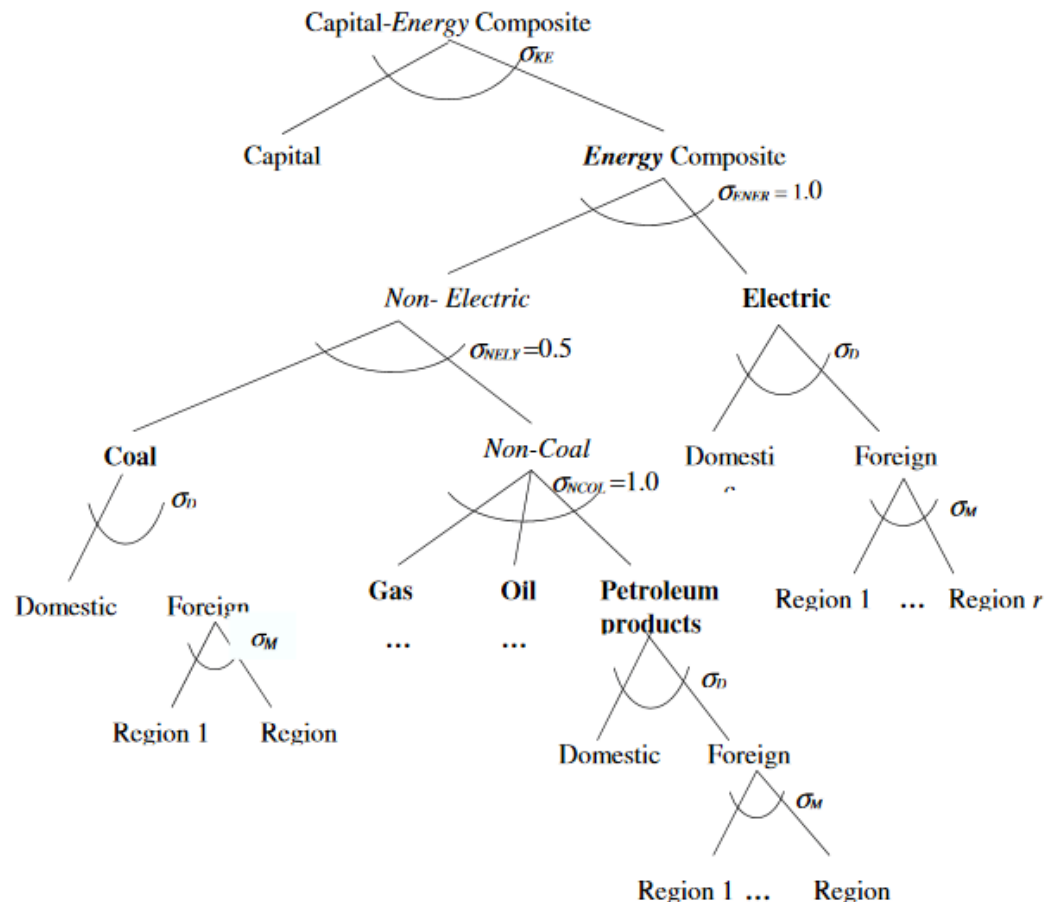 Capital-Energy Composite
σKE
Capital
Energy Composite
σENER = 1.0
Non- Electric
Electric
σNELY =0.5
σD
Coal
Non-Coal
Domesti
Foreign
σD
σNCOL =1.0
σM
Gas
Oil
Petroleum
products
Domestic
Foreign
Region 1 ... Region r
σM
...
...
σD
Region 1
Region
Domestic
Foreign
σM
Region 1 ...
Region